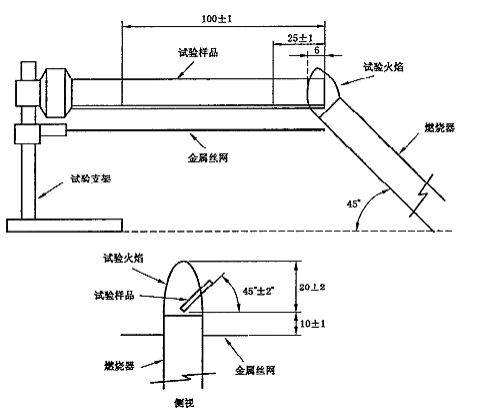 100±1
25±1
6
试验样品
试验火焰
燃烧器
金属丝网
试验支架
45°
试验火焰
试验样品
45°±2°
20±2
10±1
燃烧器
金属丝网
侧视